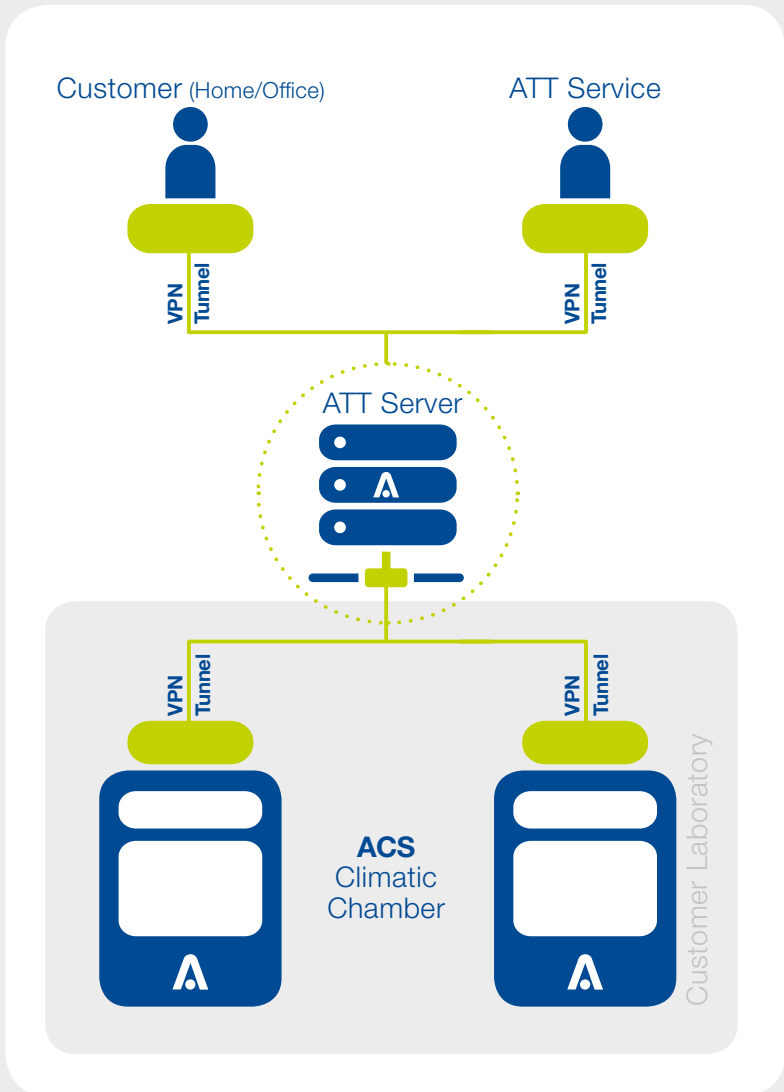 Customer (Home/Office)
ATT Service
VPN
Tunnel
VPN
Tunnel
ATT Server
VPN
Tunnel
VPN
Tunnel
ACS
Climatic
Chamber
Customer Laboratory